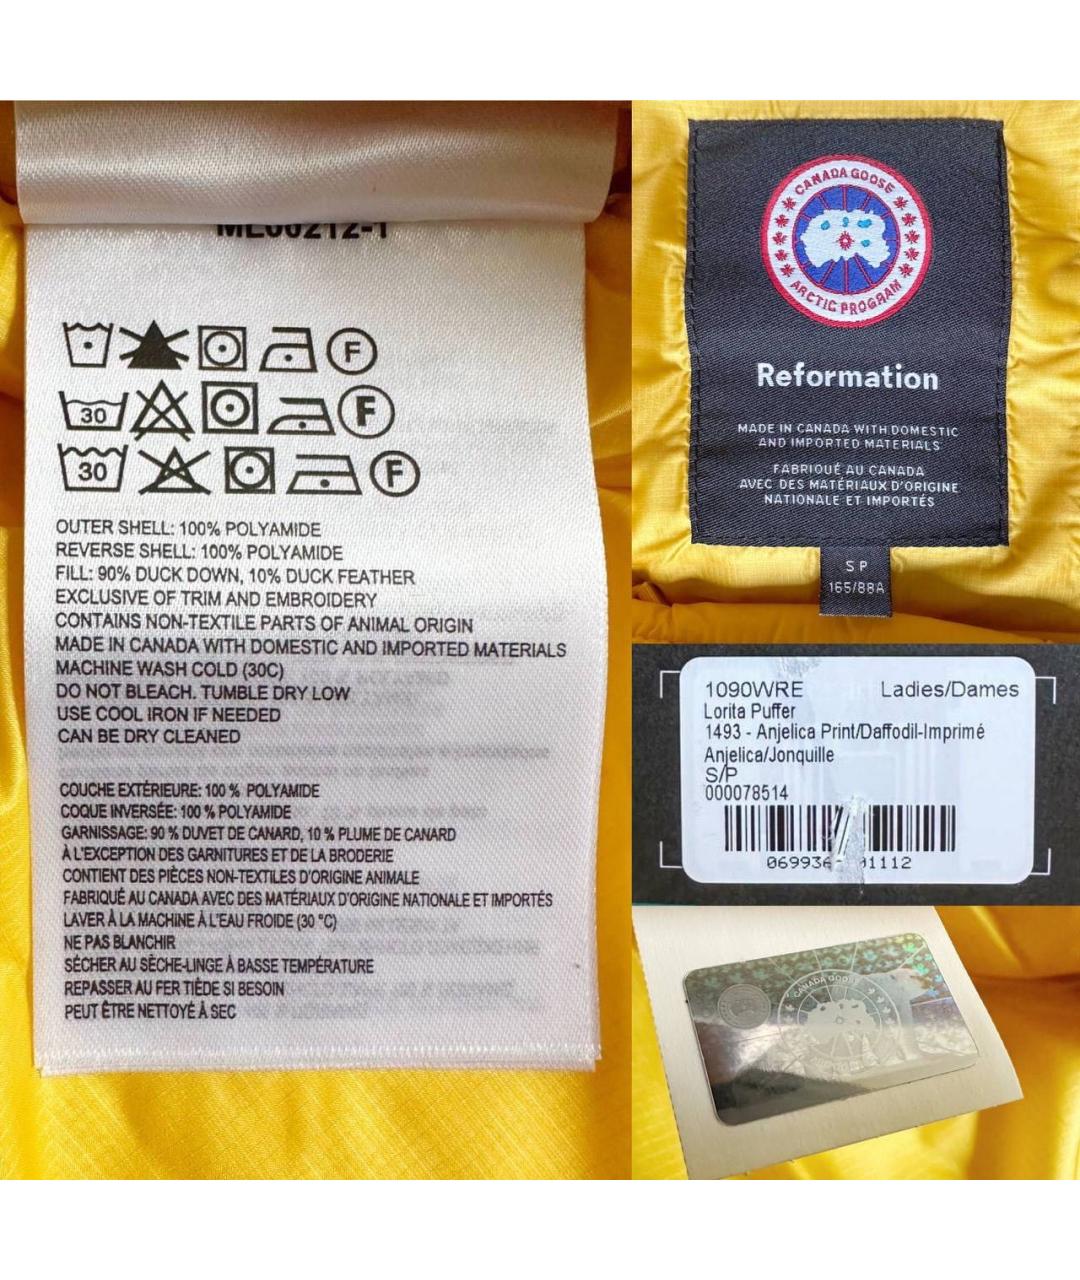 ML00212-1
30
30
F
F
F
OUTER SHELL: 100% POLYAMIDE
REVERSE SHELL: 100% POLYAMIDE
FILL: 90% DUCK DOWN, 10% DUCK FEATHER
EXCLUSIVE OF TRIM AND EMBROIDERY
CONTAINS NON-TEXTILE PARTS OF ANIMAL ORIGIN
MADE IN CANADA WITH DOMESTIC AND IMPORTED MATERIALS
MACHINE WASH COLD (30C)
DO NOT BLEACH. TUMBLE DRY LOW
USE COOL IRON IF NEEDED
CAN BE DRY CLEANED
COUCHE EXTÉRIEURE: 100 % POLYAMIDE
COQUE INVERSÉE: 100 % POLYAMIDE
GARNISSAGE: 90 % DUVET DE CANARD, 10 % PLUME DE CANARD
À L'EXCEPTION DES GARNITURES ET DE LA BRODERIE
CONTIENT DES PIÈCES NON-TEXTILES D'ORIGINE ANIMALE
FABRIQUÉ AU CANADA AVEC DES MATÉRIAUX D'ORIGINE NATIONALE ET IMPORTÉS
LAVER À LA MACHINE À L'EAU FROIDE (30 °C)
NE PAS BLANCHIR
SÉCHER AU SÈCHE-LINGE À BASSE TEMPÉRATURE
REPASSER AU FER TIÈDE SI BESOIN
PEUT ÊTRE NETTOYÉ À SEC
CANADA GOOSE
ARCTIC PROGRAM
Reformation
MADE IN CANADA WITH DOMESTIC
AND IMPORTED MATERIALS
FABRIQUÉ AU CANADA
AVEC DES MATÉRIAUX D'ORIGINE
NATIONALE ET IMPORTÉS
S P
165/88A
1090WRE Ladies/Dames
Lorita Puffer
1493 - Anjelica Print/Daffodil-Imprimé
Anjelica/Jonquille
S/P
000078514
CANADA GOOSE